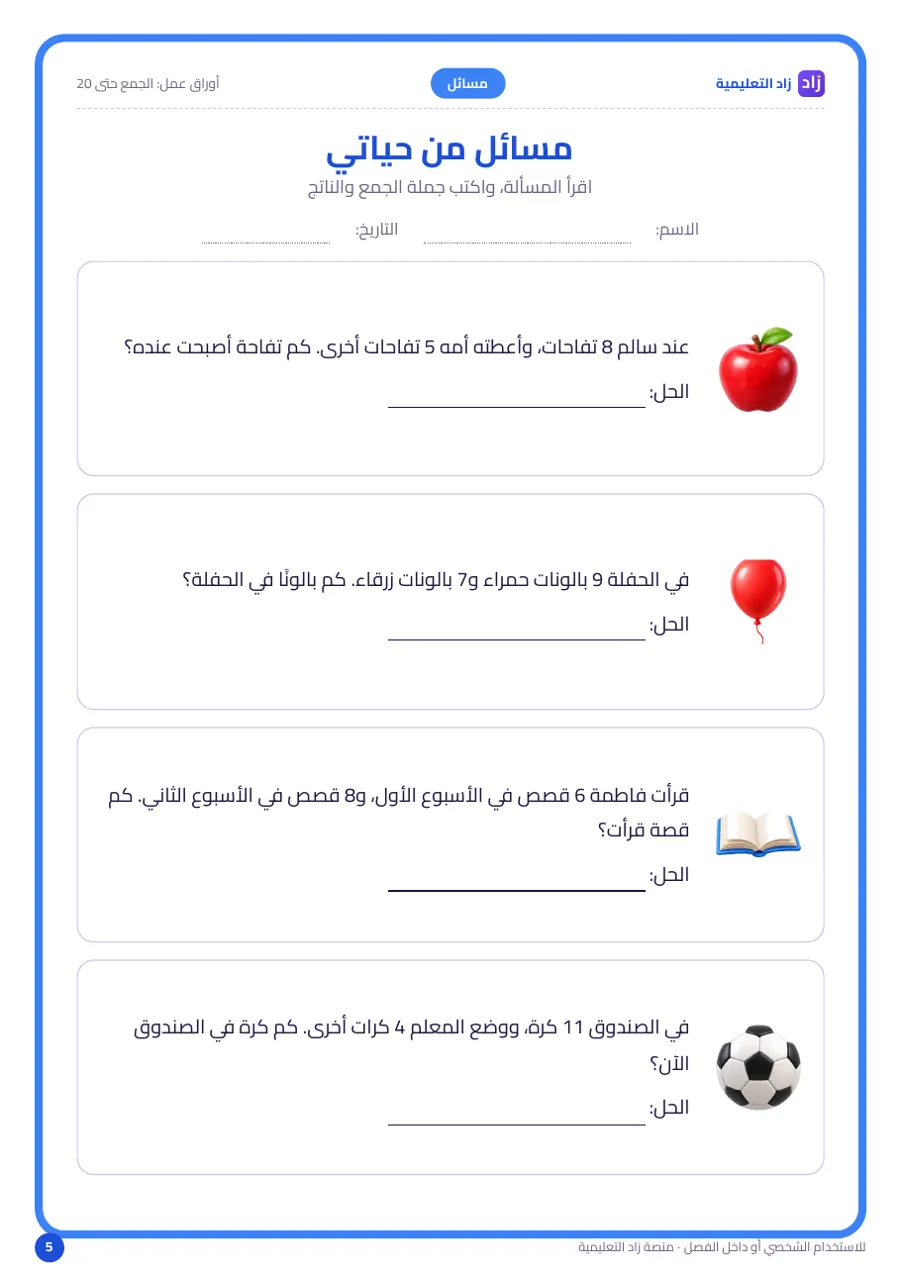 زاد
زاد التعليمية
مسائل
أوراق عمل: الجمع حتى 20
مسائل من حياتي
اقرأ المسألة، واكتب جملة الجمع والناتج
الاسم:
التاريخ:
عند سالم 8 تفاحات، وأعطته أمه 5 تفاحات أخرى. كم تفاحة أصبحت عنده؟
الحل:
في الحفلة 9 بالونات حمراء و7 بالونات زرقاء. كم بالونًا في الحفلة؟
الحل:
قرأت فاطمة 6 قصص في الأسبوع الأول، و8 قصص في الأسبوع الثاني. كم
قصة قرأت؟
الحل:
في الصندوق 11 كرة، ووضع المعلم 4 كرات أخرى. كم كرة في الصندوق
الآن؟
الحل:
للاستخدام الشخصي أو داخل الفصل · منصة زاد التعليمية
5